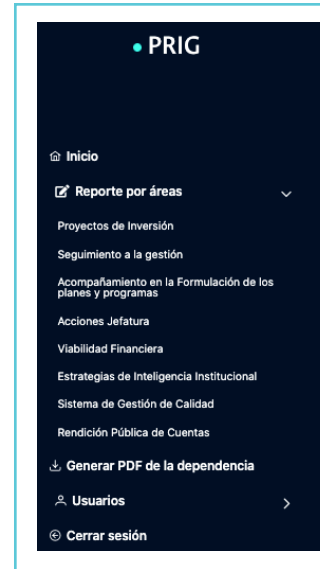 PRIG
Inicio
Reporte por áreas
Proyectos de Inversión
Seguimiento a la gestión
Acompañamiento en la Formulación de los
planes y programas
Acciones Jefatura
Viabilidad Financiera
Estrategias de Inteligencia Institucional
Sistema de Gestión de Calidad
Rendición Pública de Cuentas
Generar PDF de la dependencia
Usuarios
Cerrar sesión